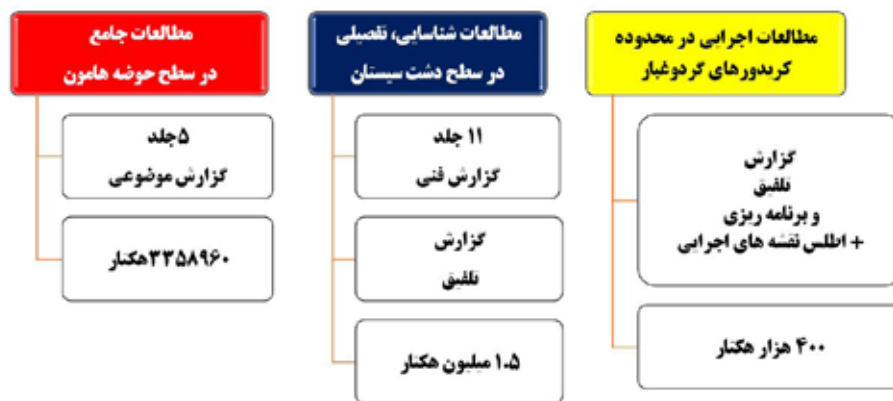 مطالعات اجرایی در محدوده
کریدورهای گردوغبار
گزارش
تلفیق
و برنامه ریزی
+ اطلس نقشه های اجرایی
۴۰۰ هزار هکتار
مطالعات شناسایی، تفصیلی
در سطح دشت سیستان
۱۱ جلد
گزارش فنی
گزارش
تلفیق
۱.۵ میلیون هکتار
مطالعات جامع
در سطح حوضه هامون
۵جلد
گزارش موضوعی
۳۳۵۸۹۶۰هکتار